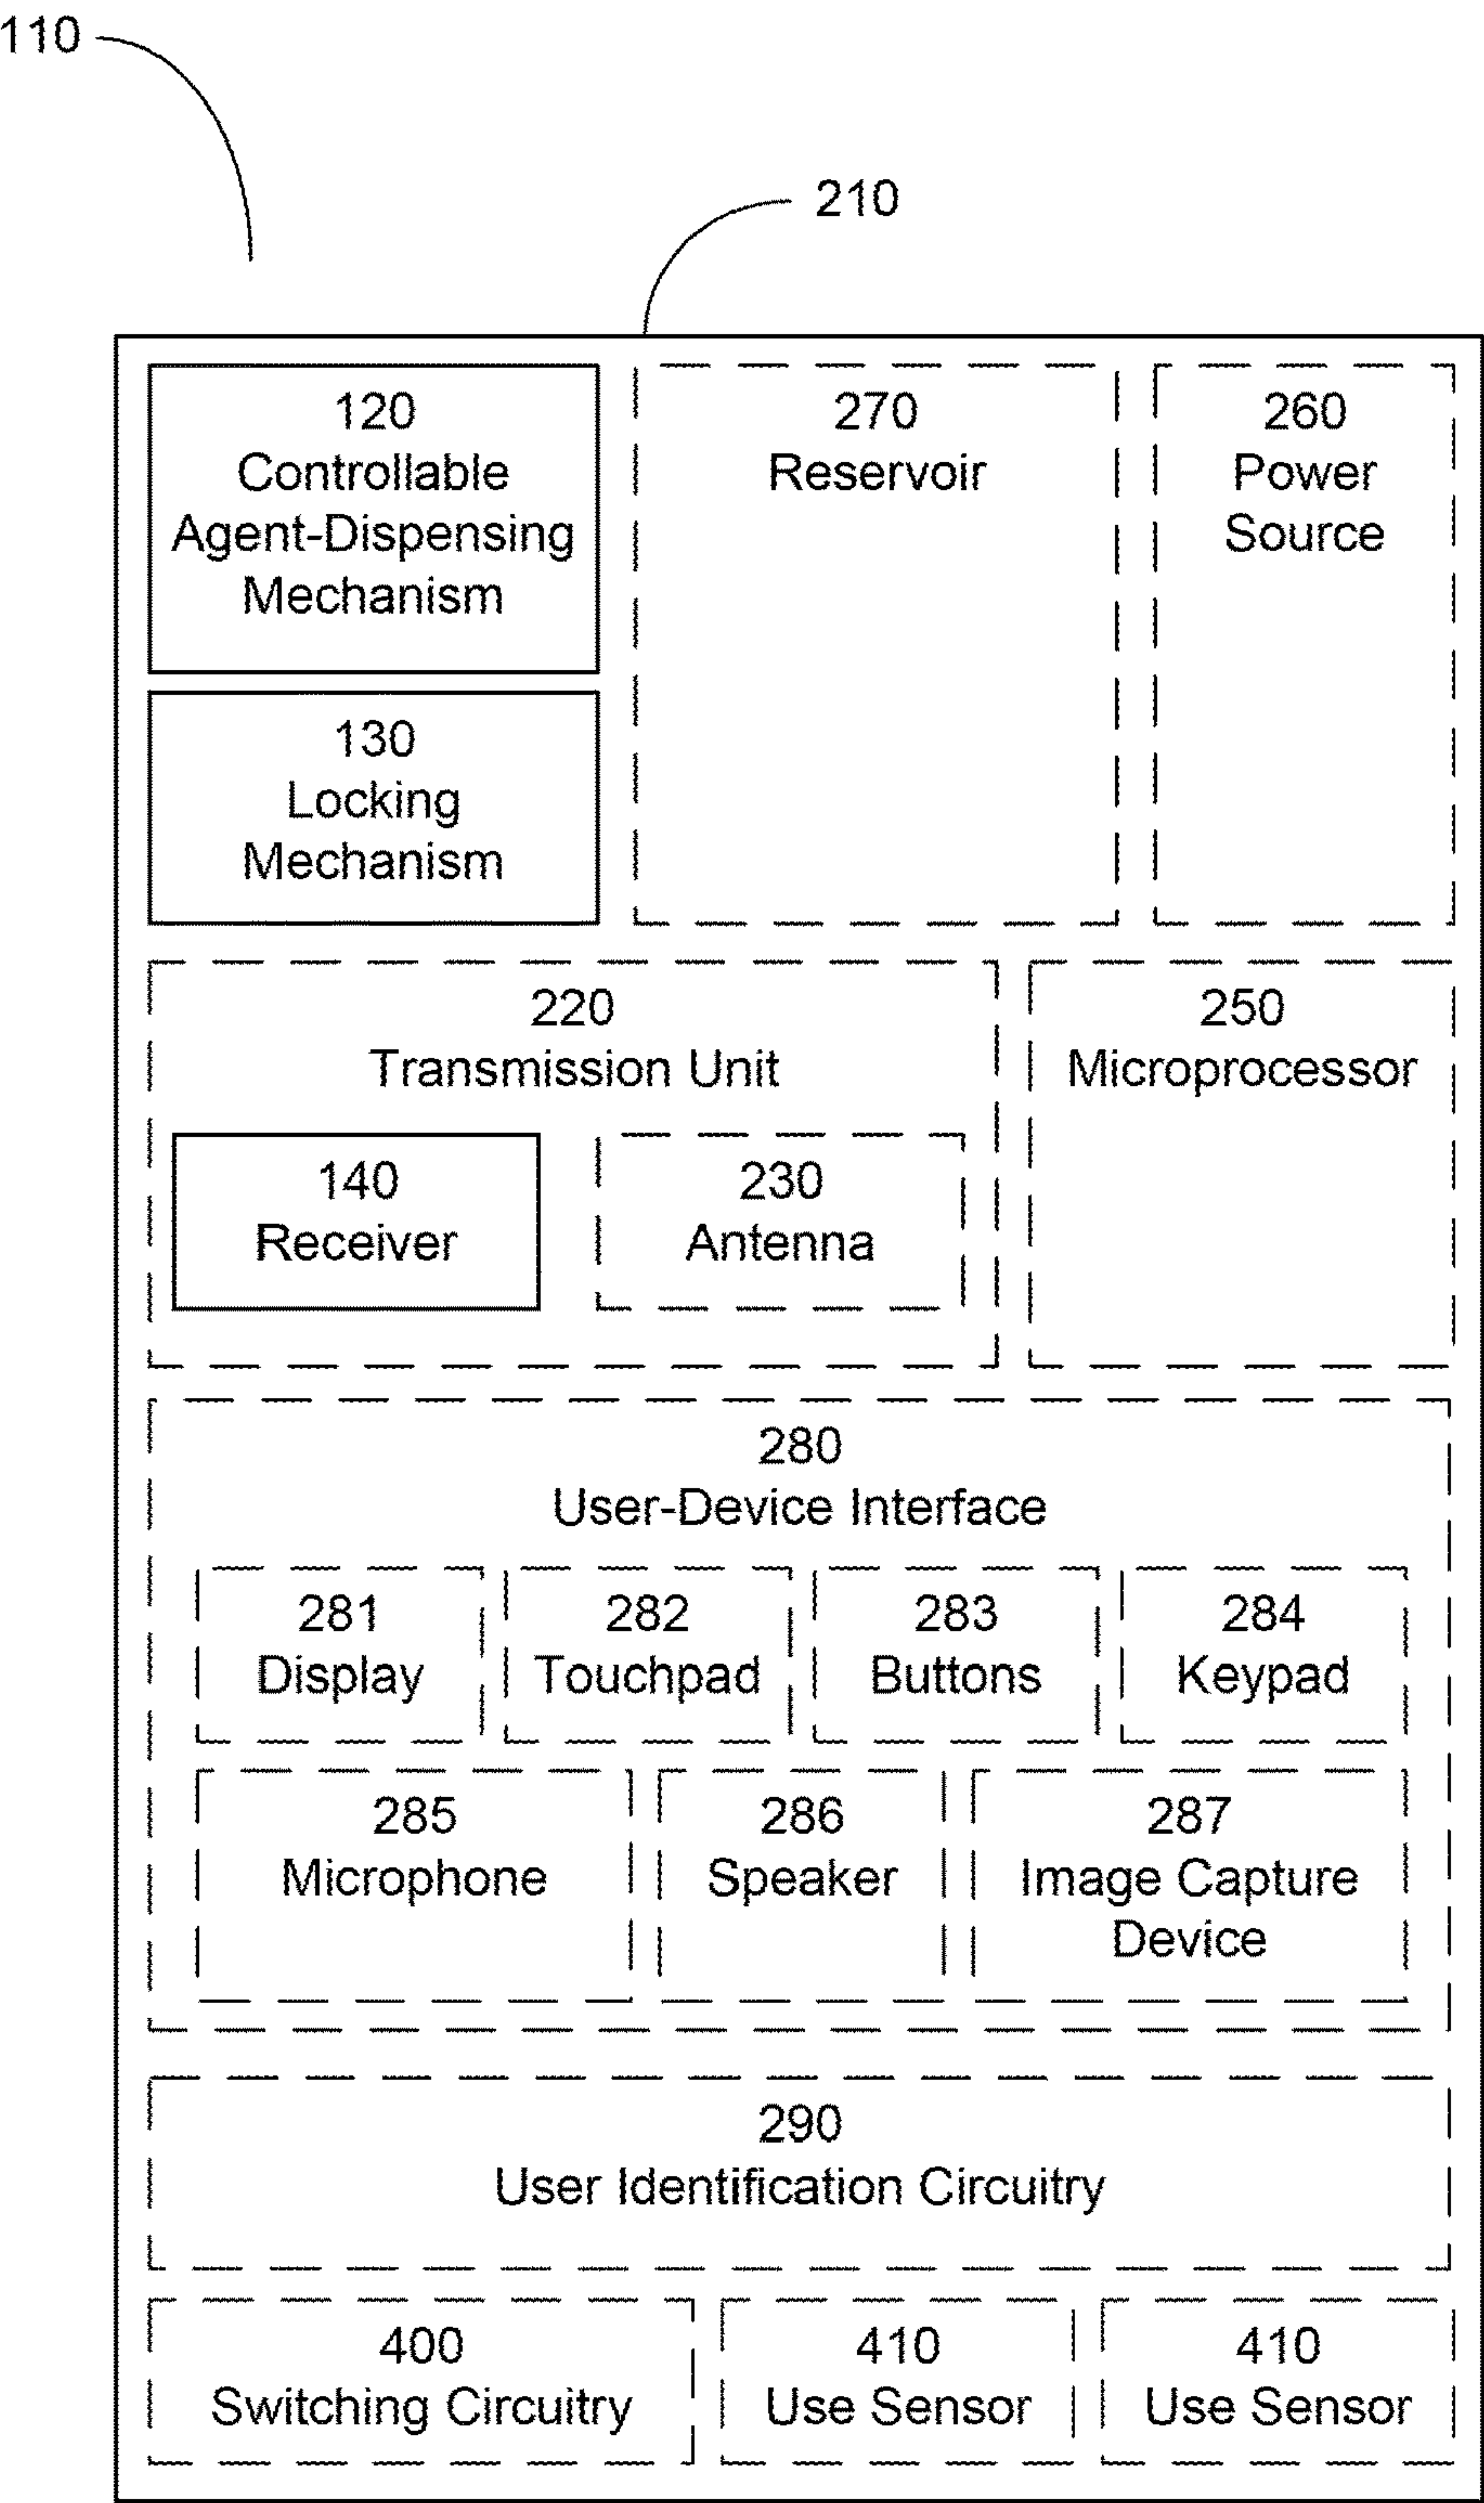 110
210
120
Controllable
Agent-Dispensing
Mechanism
270
Reservoir
260
Power
Source
130
Locking
Mechanism
220
Transmission Unit
250
Microprocessor
140
Receiver
230
Antenna
280
User-Device Interface
281
Display
282
Touchpad
283
Buttons
284
Keypad
285
Microphone
286
Speaker
287
Image Capture
Device
290
User Identification Circuitry
400
Switching Circuitry
410
Use Sensor
410
Use Sensor